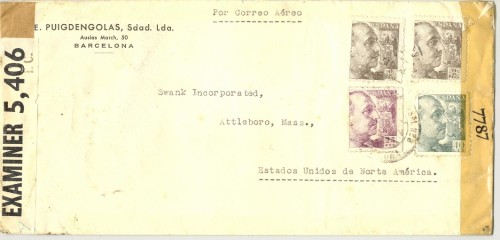 Por Correo Aéreo
E. PUIGDENGOLAS, Sdad. Lda.
Ausias March, 50
BARCELONA
EXAMINER 5,406
Swank Incorporated,
Attleboro, Mass.,
Estados Unidos de Norte América.
ESPAÑA
7787